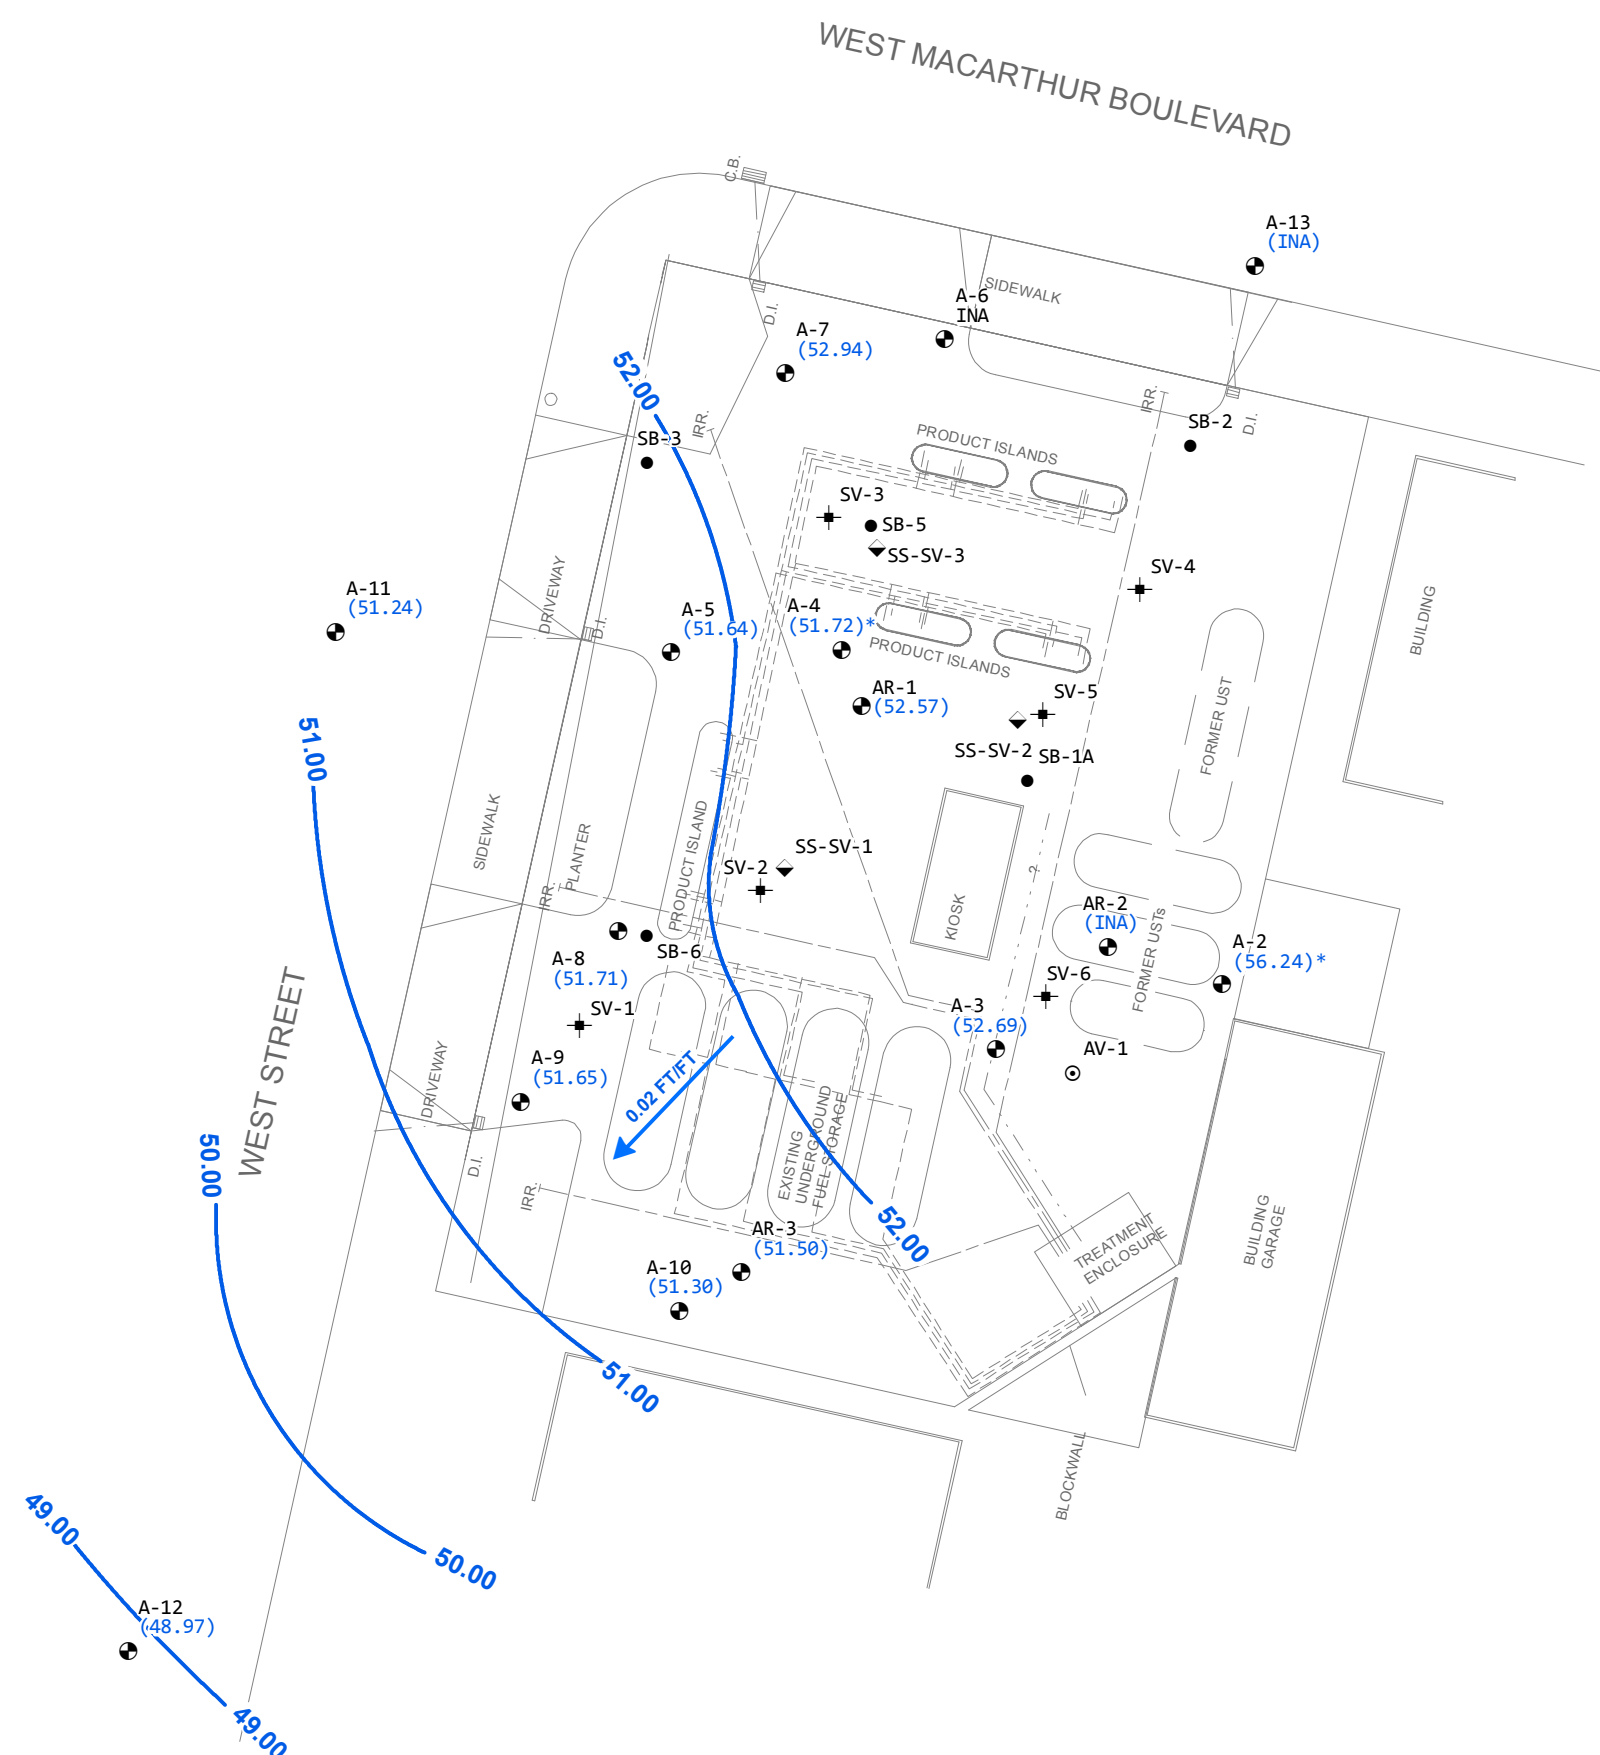 WEST MACARTHUR BOULEVARD
C.B.
A-13
(INA)
SIDEWALK
A-6
INA
D.I.
A-7
(52.94)
52.00
IRR.
IRR.
D.I.
SB-2
SB-3
PRODUCT ISLANDS
SV-3
SB-5
SS-SV-3
SV-4
A-11
(51.24)
DRIVEWAY
D.I.
A-5
(51.64)
A-4
(51.72)*
PRODUCT ISLANDS
BUILDING
AR-1
(52.57)
SV-5
SS-SV-2
SB-1A
FORMER UST
51.00
SIDEWALK
PLANTER
IRR.
PRODUCT ISLAND
SS-SV-1
SV-2
KIOSK
?
AR-2
(INA)
FORMER USTs
A-2
(56.24)*
SB-6
A-8
(51.71)
SV-1
SV-6
A-3
(52.69)
AV-1
WEST STREET
DRIVEWAY
A-9
(51.65)
0.02 FT/FT
EXISTING
UNDERGROUND
FUEL STORAGE
50.00
D.I.
IRR.
AR-3
(51.50)
52.00
TREATMENT
ENCLOSURE
BUILDING
GARAGE
A-10
(51.30)
51.00
BLOCKWALL
49.00
50.00
A-12
(48.97)
49.00